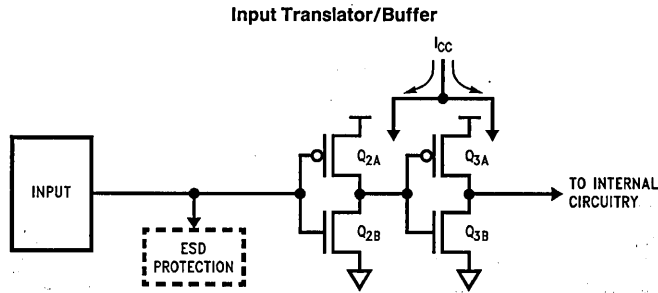 Input Translator/Buffer
ICC
Q2A
Q3A
INPUT
TO INTERNAL
CIRCUITRY
Q2B
Q3B
ESD
PROTECTION